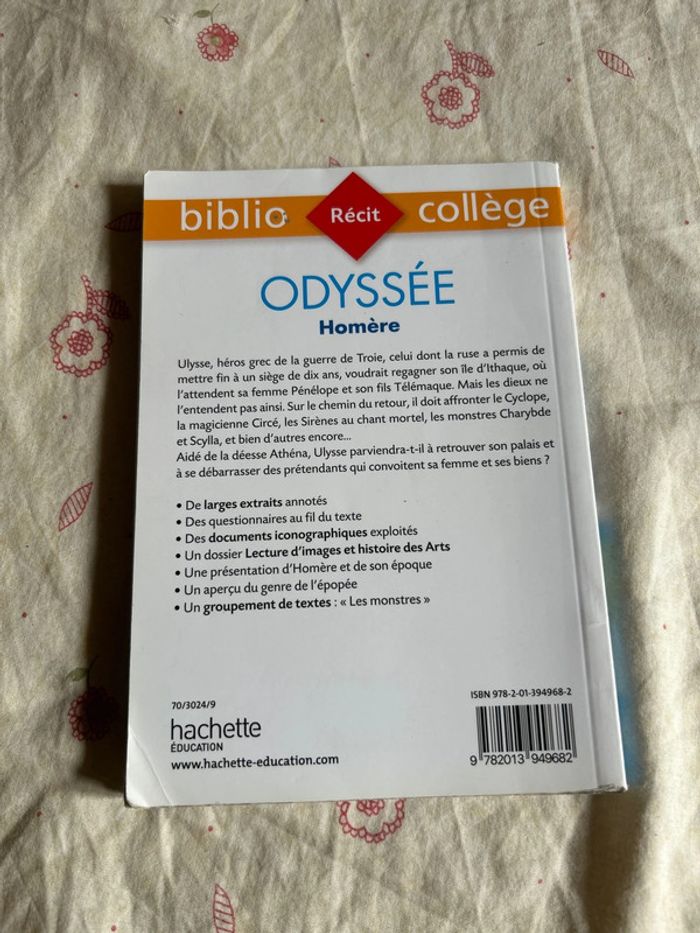 biblio Récit collège
ODYSSÉE
Homère
Ulysse, héros grec de la guerre de Troie, celui dont la ruse a permis de
mettre fin à un siège de dix ans, voudrait regagner son île d'Ithaque, où
l'attendent sa femme Pénélope et son fils Télémaque. Mais les dieux ne
l'entendent pas ainsi. Sur le chemin du retour, il doit affronter le Cyclope,
la magicienne Circé, les Sirènes au chant mortel, les monstres Charybde
et Scylla, et bien d'autres encore...
Aidé de la déesse Athéna, Ulysse parviendra-t-il à retrouver son palais et
à se débarrasser des prétendants qui convoitent sa femme et ses biens ?
• De larges extraits annotés
• Des questionnaires au fil du texte
• Des documents iconographiques exploités
• Un dossier Lecture d'images et histoire des Arts
• Une présentation d'Homère et de son époque
• Un aperçu du genre de l'épopée
• Un groupement de textes : « Les monstres »
70/3024/9
hachette
ÉDUCATION
www.hachette-education.com
ISBN 978-2-01-394968-2
9 782013 949682